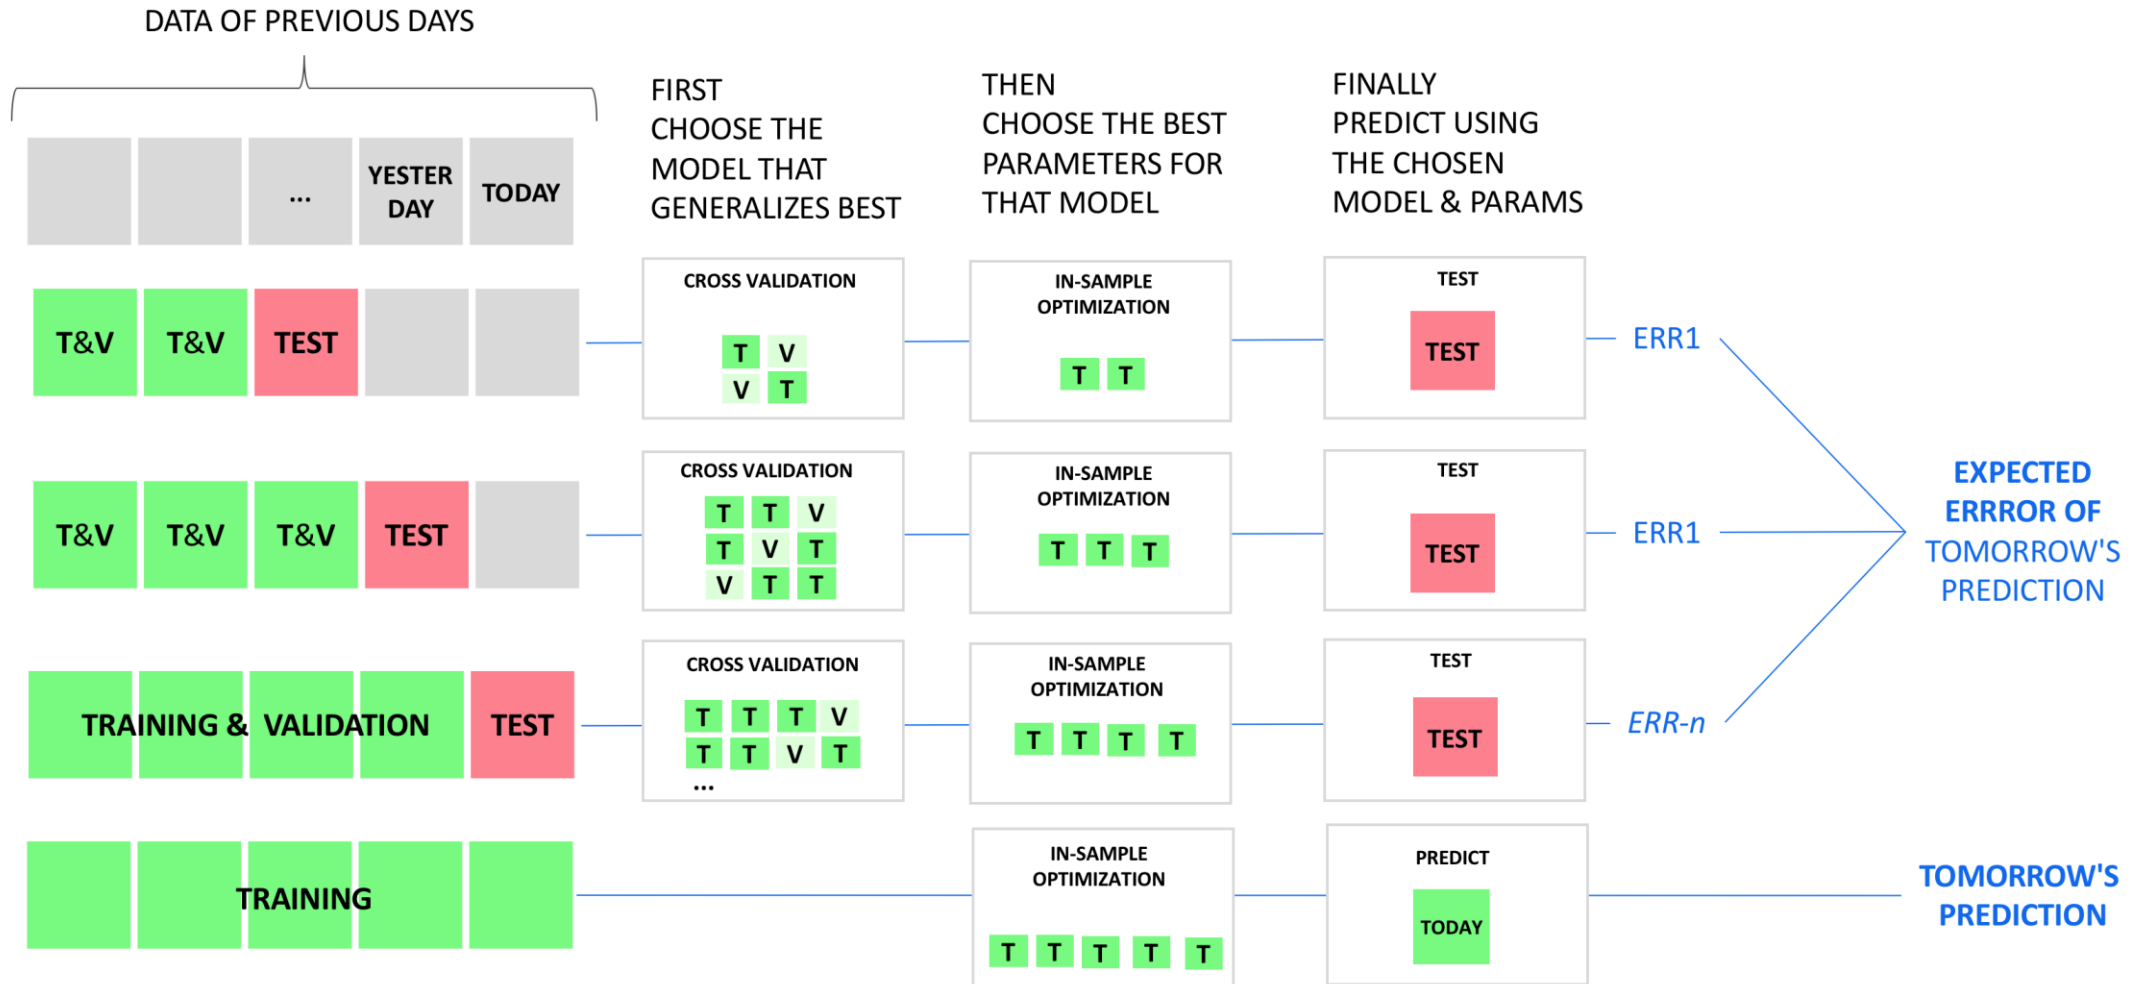 DATA OF PREVIOUS DAYS
FIRST
CHOOSE THE
MODEL THAT
GENERALIZES BEST
THEN
CHOOSE THE BEST
PARAMETERS FOR
THAT MODEL
FINALLY
PREDICT USING
THE CHOSEN
MODEL & PARAMS
...
YESTER
DAY
TODAY
T&V
T&V
TEST
CROSS VALIDATION
T V
V T
IN-SAMPLE
OPTIMIZATION
T T
TEST
TEST
ERR1
T&V
T&V
T&V
TEST
CROSS VALIDATION
T T V
T V T
V T T
IN-SAMPLE
OPTIMIZATION
T T T
TEST
TEST
ERR1
EXPECTED
ERRROR OF
TOMORROW'S
PREDICTION
TRAINING & VALIDATION
TEST
CROSS VALIDATION
T T T V
T T V T
...
IN-SAMPLE
OPTIMIZATION
T T T T
TEST
TEST
ERR-n
TRAINING
IN-SAMPLE
OPTIMIZATION
T T T T T
PREDICT
TODAY
TOMORROW'S
PREDICTION